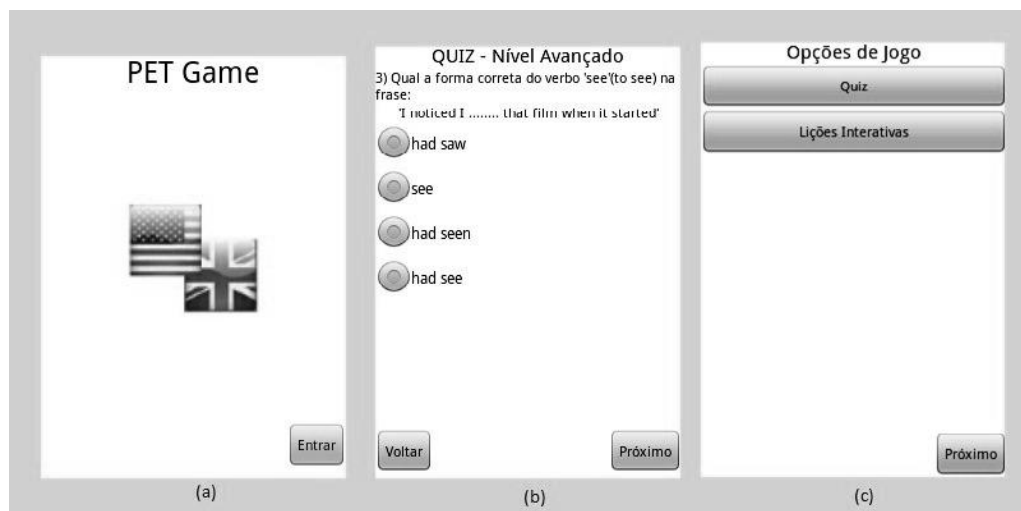 PET Game
Entrar
(a)
QUIZ - Nível Avançado
3) Qual a forma correta do verbo 'see'(to see) na
frase:
'I noticed I ........ that film when it started'
had saw
see
had seen
had see
Voltar
Próximo
(b)
Opções de Jogo
Quiz
Lições Interativas
Próximo
(c)